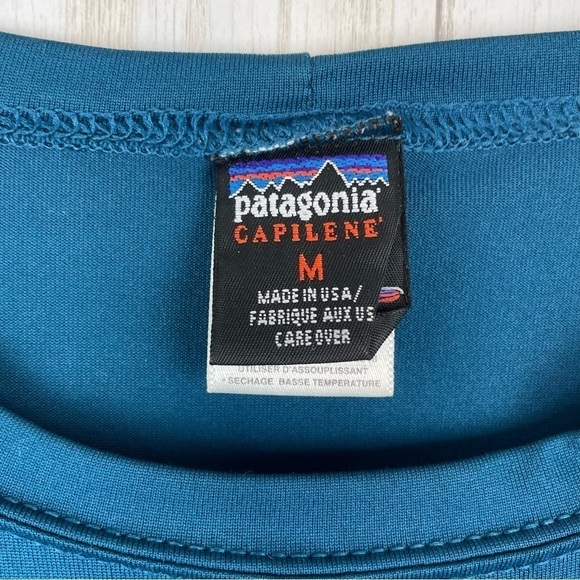 patagonia®
CAPILENE®
M
MADE IN USA/
FABRIQUE AUX US
CARE OVER
UTILISER D'ASSOUPLISSANT
*SECHAGE BASSE TEMPERATURE